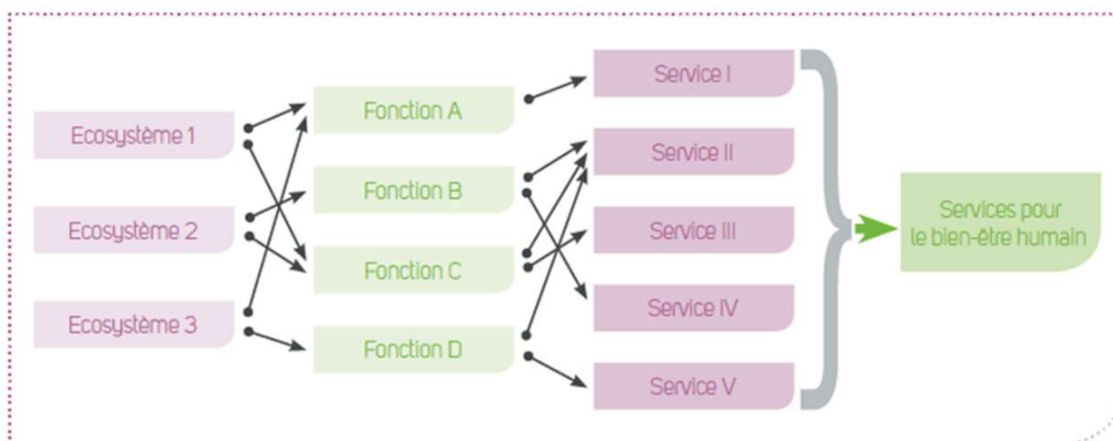 Ecosystème 1
Ecosystème 2
Ecosystème 3
Fonction A
Fonction B
Fonction C
Fonction D
Service I
Service II
Service III
Service IV
Service V
Services pour
le bien-être humain